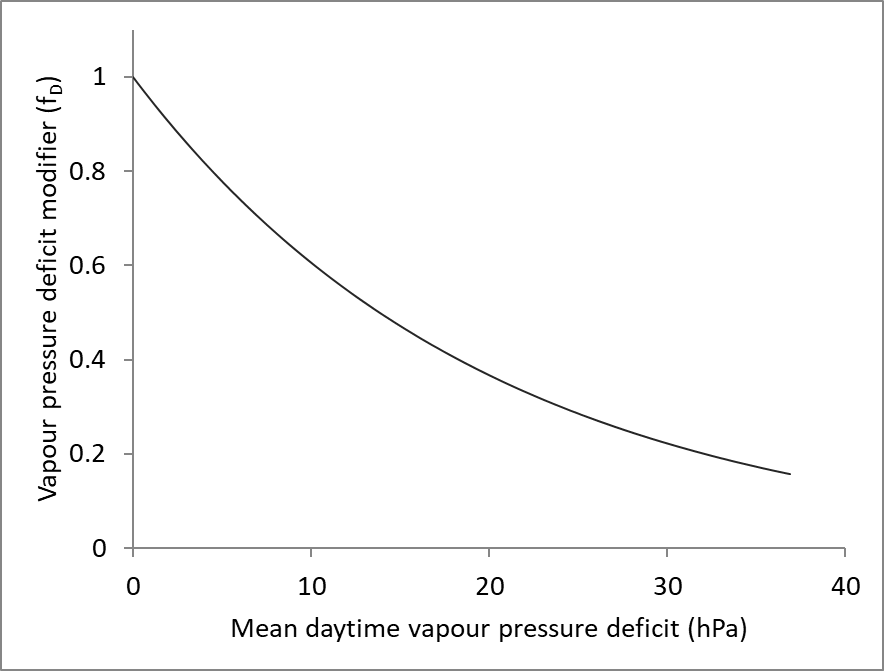 Vapour pressure deficit modifier (fD)
1
0.8
0.6
0.4
0.2
0
0 10 20 30 40
Mean daytime vapour pressure deficit (hPa)